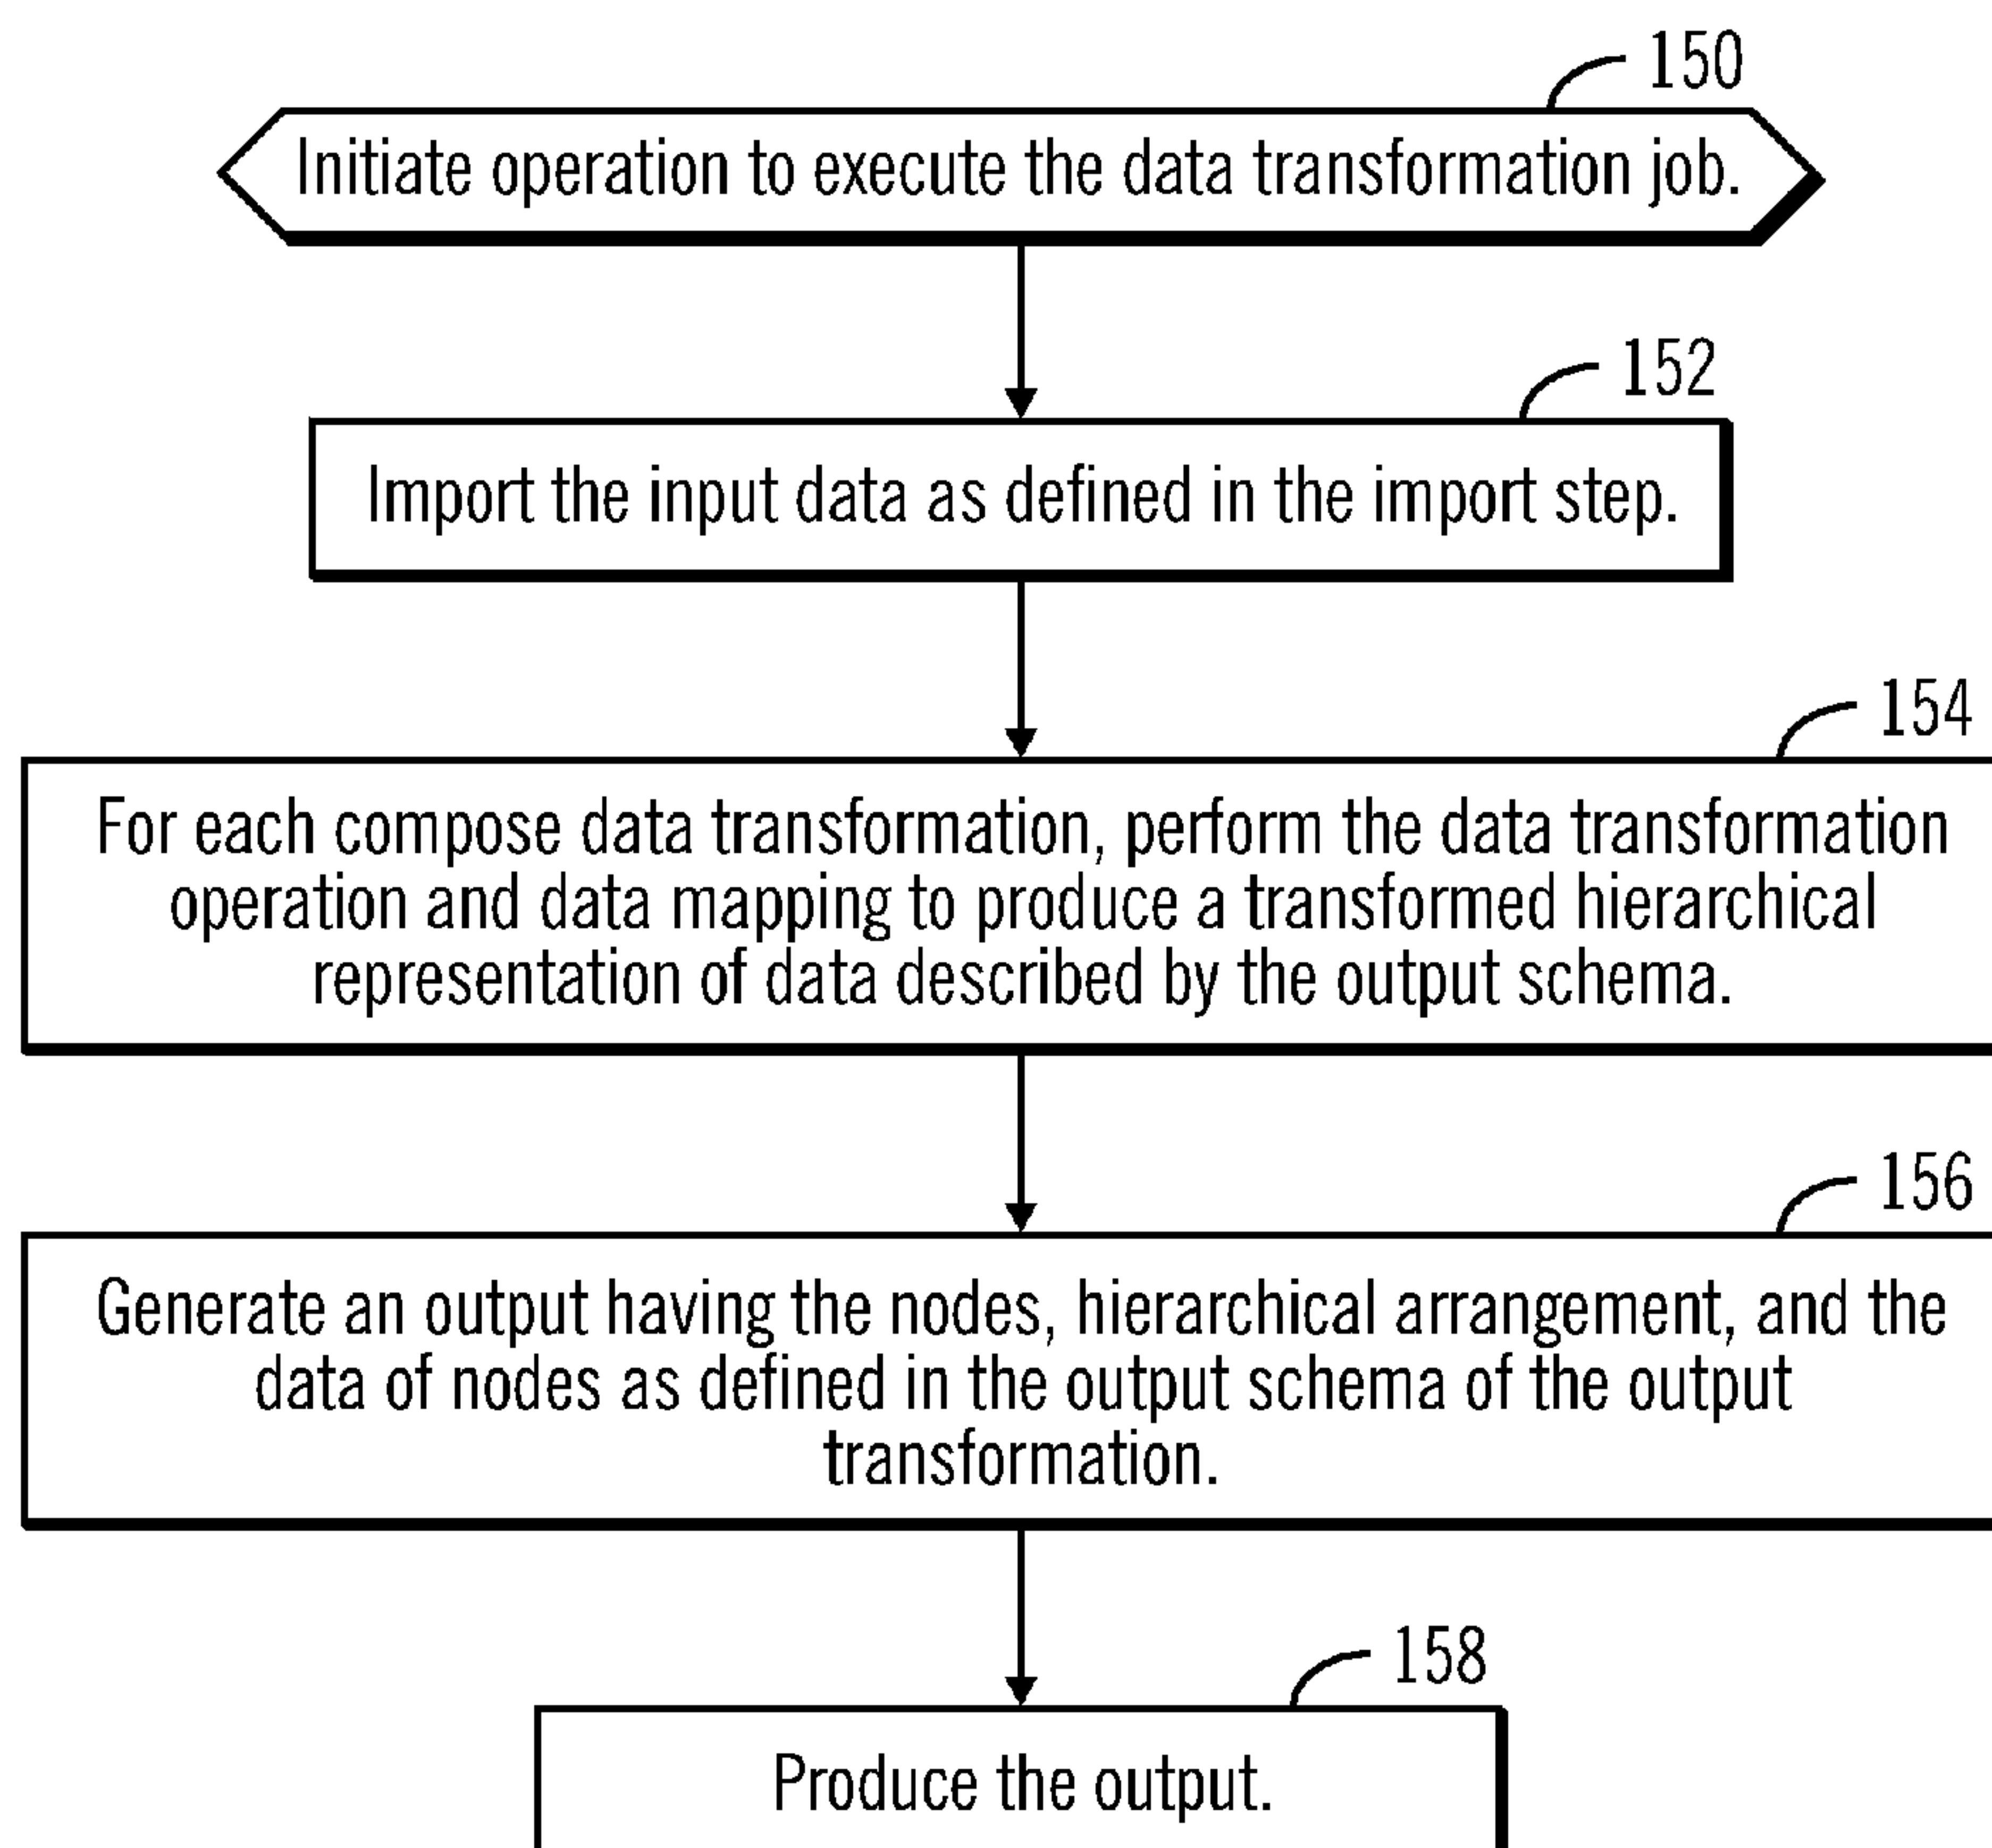 150
Initiate operation to execute the data transformation job.
152
Import the input data as defined in the import step.
154
For each compose data transformation, perform the data transformation
operation and data mapping to produce a transformed hierarchical
representation of data described by the output schema.
156
Generate an output having the nodes, hierarchical arrangement, and the
data of nodes as defined in the output schema of the output
transformation.
158
Produce the output.